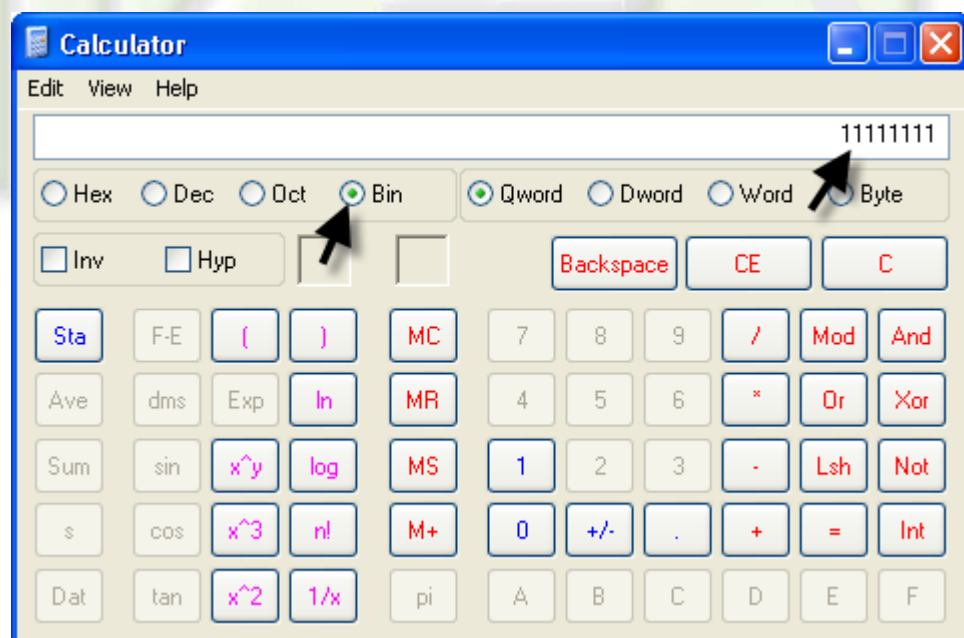 Calculator
Edit View Help
11111111
Hex Dec Oct Bin Qword Dword Word Byte
Inv Hyp Backspace CE C
Sta F-E ( ) MC 7 8 9 / Mod And
Ave dms Exp ln MR 4 5 6 * Or Xor
Sum sin x^y log MS 1 2 3 - Lsh Not
s cos x^3 n! M+ 0 +/- . + = Int
Dat tan x^2 1/x pi A B C D E F